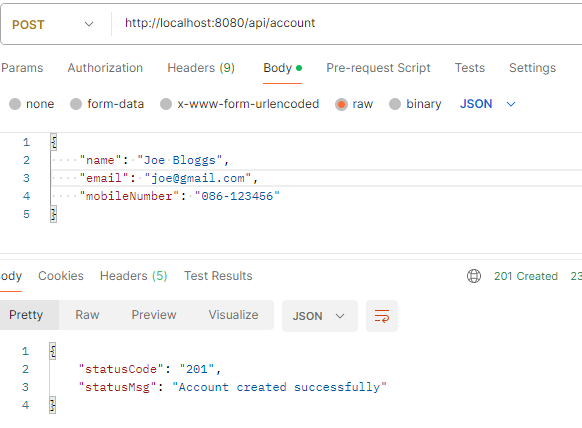 POST http://localhost:8080/api/account
Params Authorization Headers (9) Body Pre-request Script Tests Settings
none form-data x-www-form-urlencoded raw binary JSON
1 {
2 "name": "Joe Bloggs",
3 "email": "joe@gmail.com",
4 "mobileNumber": "086-123456"
5 }
ody Cookies Headers (5) Test Results 201 Created 23
Pretty Raw Preview Visualize JSON
1 {
2 "statusCode": "201",
3 "statusMsg": "Account created successfully"
4 }